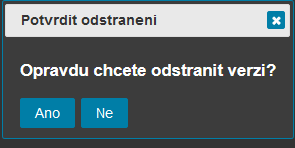 Potvrdit odstraneni
Opravdu chcete odstranit verzi?
Ano Ne